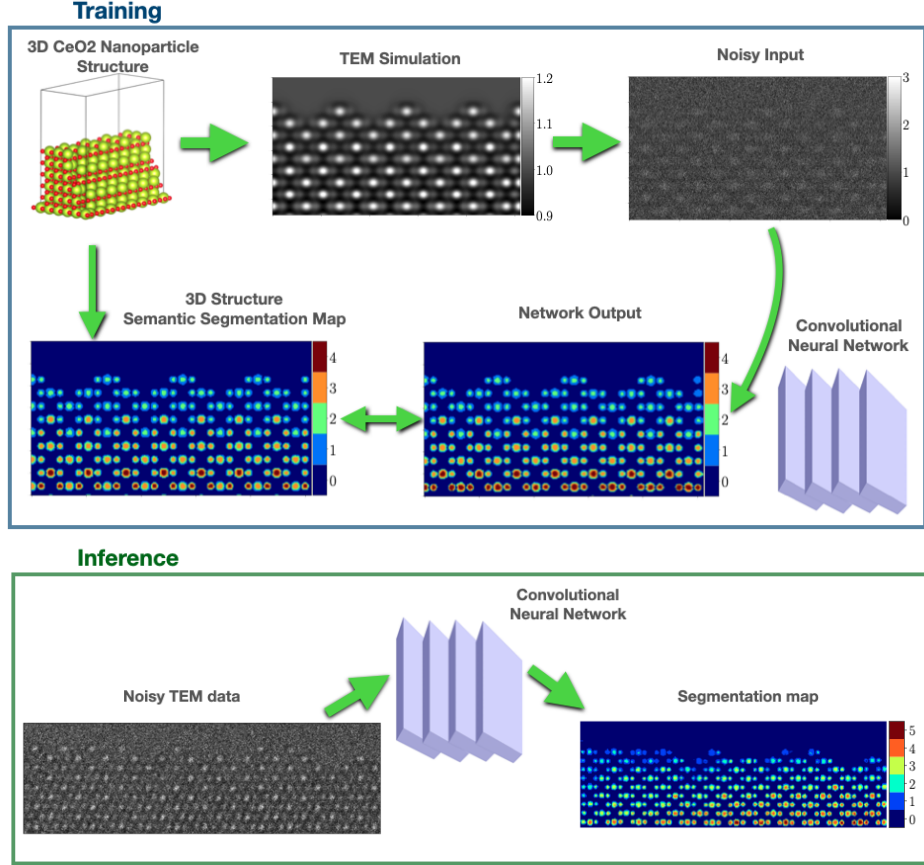 Training
3D CeO2 Nanoparticle
Structure
TEM Simulation
Noisy Input
1.2
1.1
1.0
0.9
3
2
1
0
3D Structure
Semantic Segmentation Map
Network Output
Convolutional
Neural Network
4
3
2
1
0
4
3
2
1
0
Inference
Convolutional
Neural Network
Noisy TEM data
Segmentation map
5
4
3
2
1
0